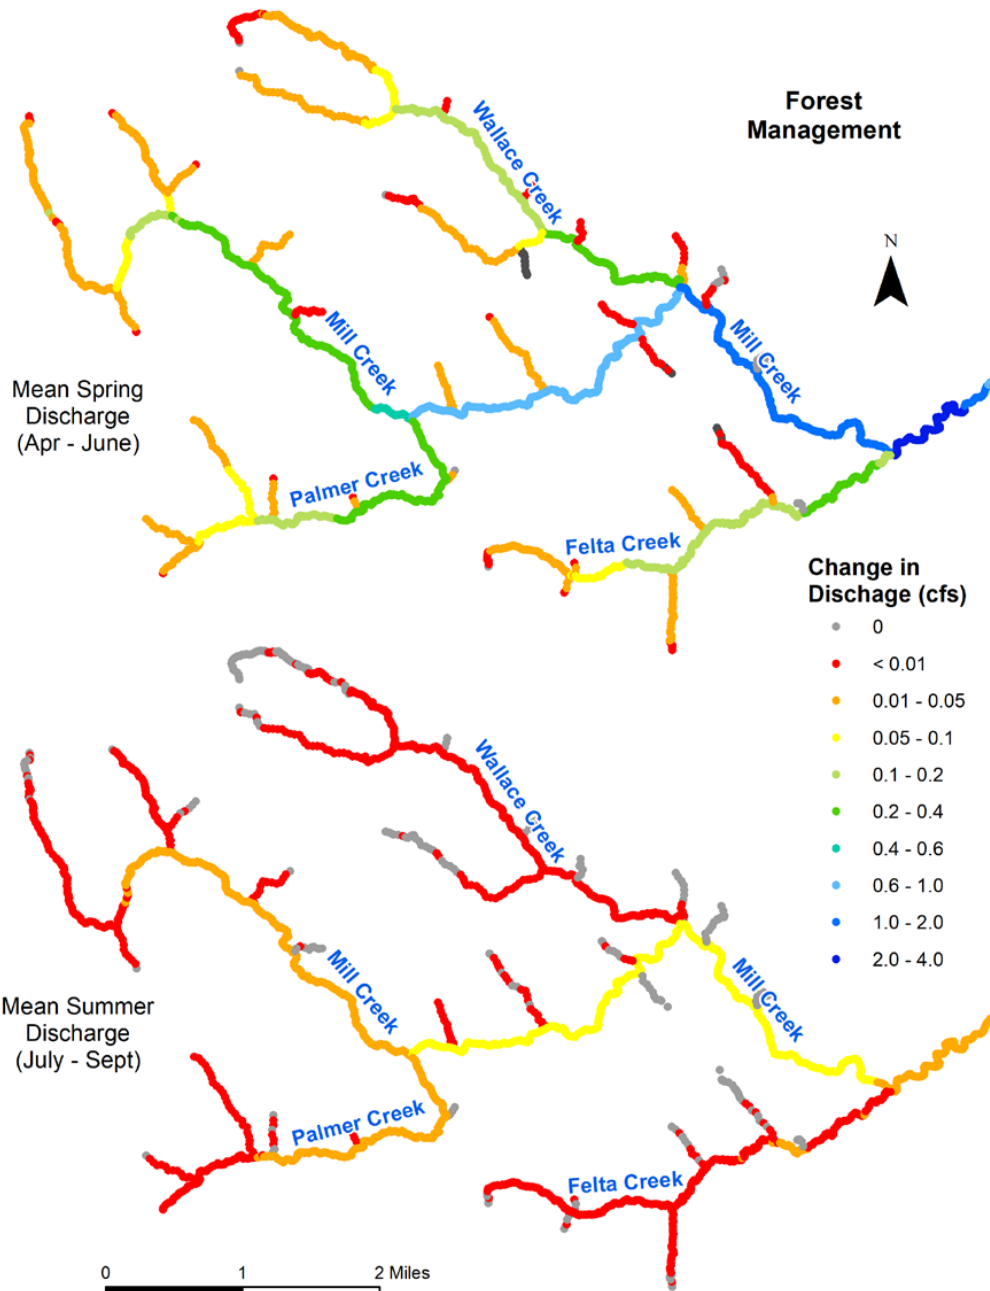 Forest
Management
N
Wallace Creek
Mill Creek
Mill Creek
Mean Spring
Discharge
(Apr - June)
Palmer Creek
Felta Creek
Change in
Dischage (cfs)
0
< 0.01
0.01 - 0.05
0.05 - 0.1
0.1 - 0.2
0.2 - 0.4
0.4 - 0.6
0.6 - 1.0
1.0 - 2.0
2.0 - 4.0
Wallace Creek
Mill Creek
Mill Creek
Mean Summer
Discharge
(July - Sept)
Palmer Creek
Felta Creek
0 1 2 Miles